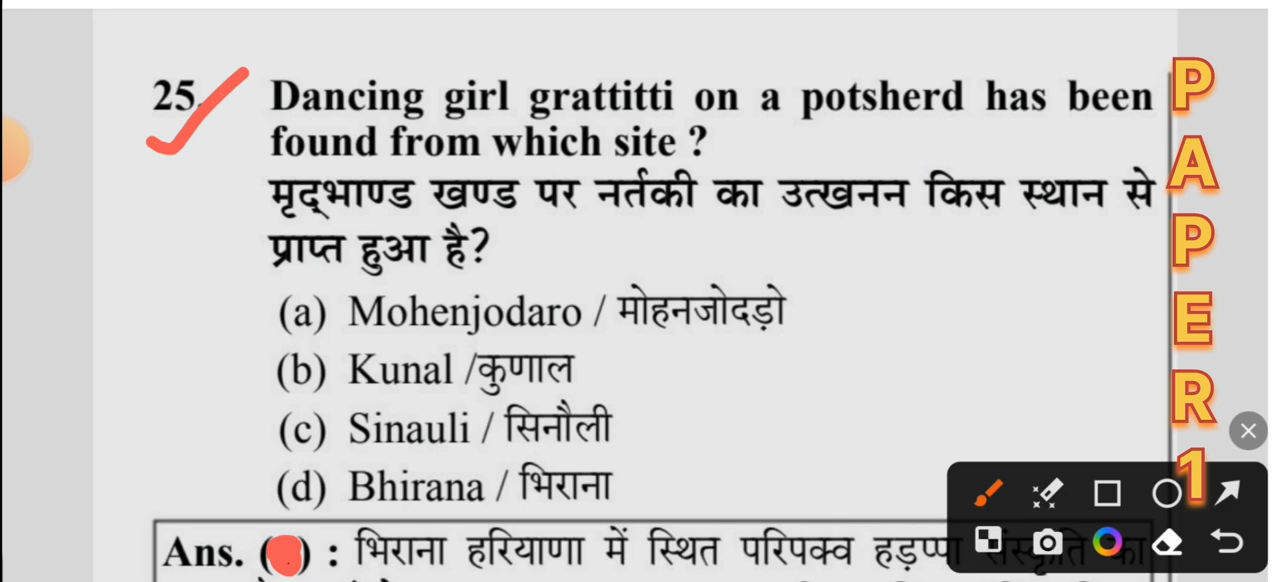 25. Dancing girl grattitti on a potsherd has been
found from which site ?
मृद्भाण्ड खण्ड पर नर्तकी का उत्खनन किस स्थान से
प्राप्त हुआ है?
(a) Mohenjodaro / मोहनजोदड़ो
(b) Kunal /कुणाल
(c) Sinauli / सिनौली
(d) Bhirana / भिराना
Ans. ( ) : भिराना हरियाणा में स्थित परिपक्व हड़प्पा संस्कृति का
PAPER 1